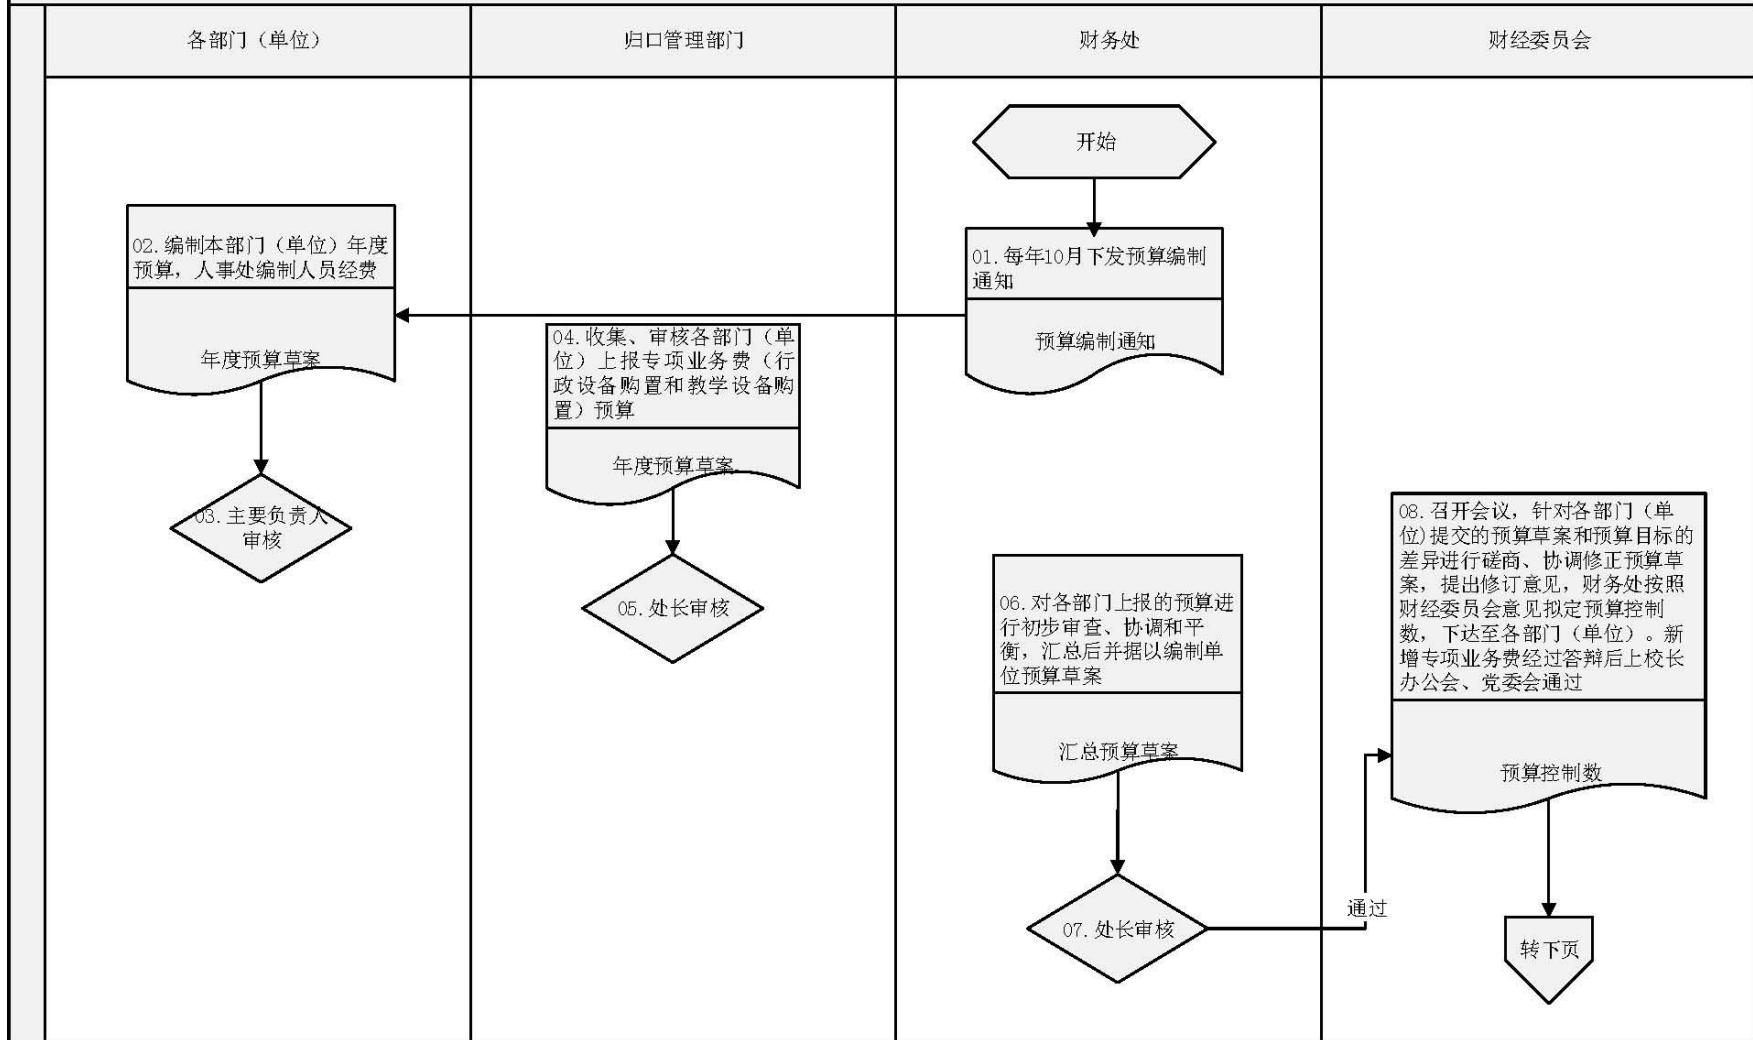 各部门（单位）
归口管理部门
财务处
财经委员会
开始
01.每年10月下发预算编制
通知
预算编制通知
02.编制本部门（单位）年度
预算，人事处编制人员经费
年度预算草案
03.主要负责人
审核
04.收集、审核各部门（单
位）上报专项业务费（行
政设备购置和教学设备购
置）预算
年度预算草案
05.处长审核
06.对各部门上报的预算进
行初步审查、协调和平
衡，汇总后并据以编制单
位预算草案
汇总预算草案
07.处长审核
通过
08.召开会议，针对各部门（单
位)提交的预算草案和预算目标的
差异进行磋商、协调修正预算草
案，提出修订意见，财务处按照
财经委员会意见拟定预算控制
数，下达至各部门（单位）。新
增专项业务费经过答辩后上校长
办公会、党委会通过
预算控制数
转下页